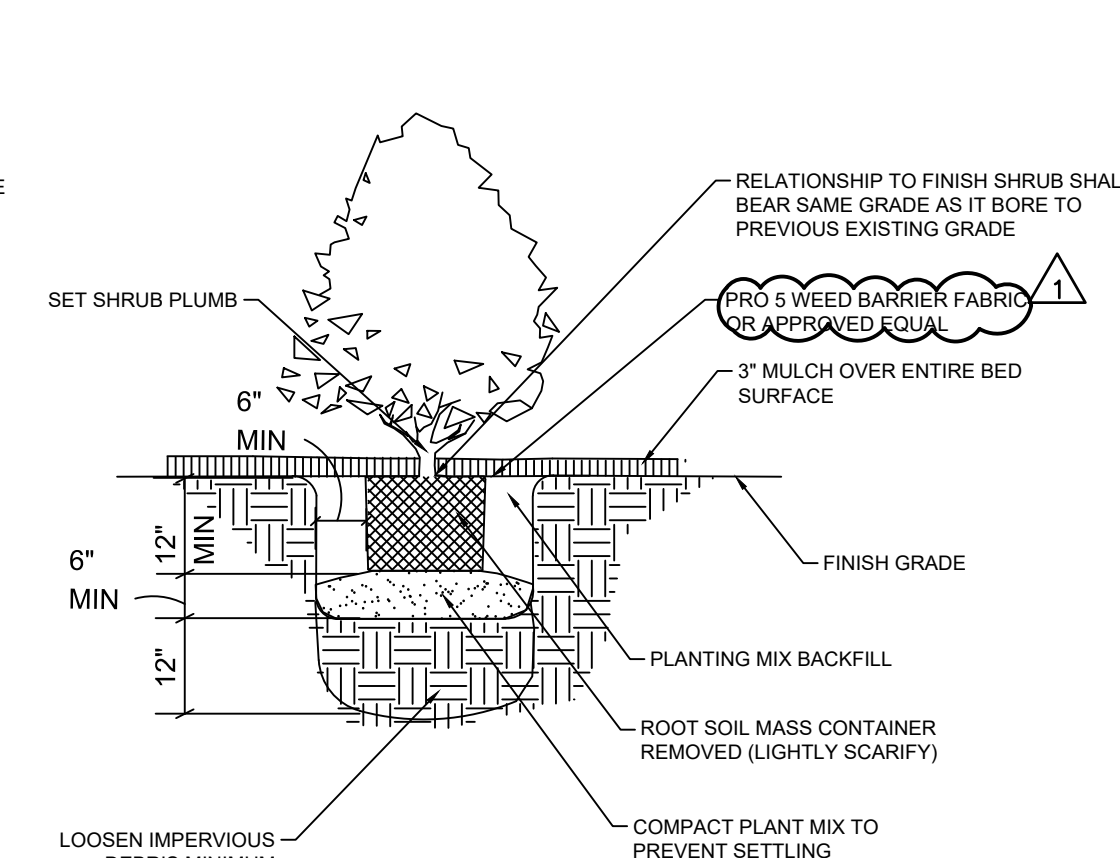 E
RELATIONSHIP TO FINISH SHRUB SHAL
BEAR SAME GRADE AS IT BORE TO
PREVIOUS EXISTING GRADE
SET SHRUB PLUMB
PRO 5 WEED BARRIER FABRIC
OR APPROVED EQUAL
1
3" MULCH OVER ENTIRE BED
SURFACE
6"
MIN
12"
MIN
6"
MIN
12"
FINISH GRADE
PLANTING MIX BACKFILL
ROOT SOIL MASS CONTAINER
REMOVED (LIGHTLY SCARIFY)
COMPACT PLANT MIX TO
PREVENT SETTLING
LOOSEN IMPERVIOUS
DEBRIS MINIMUM